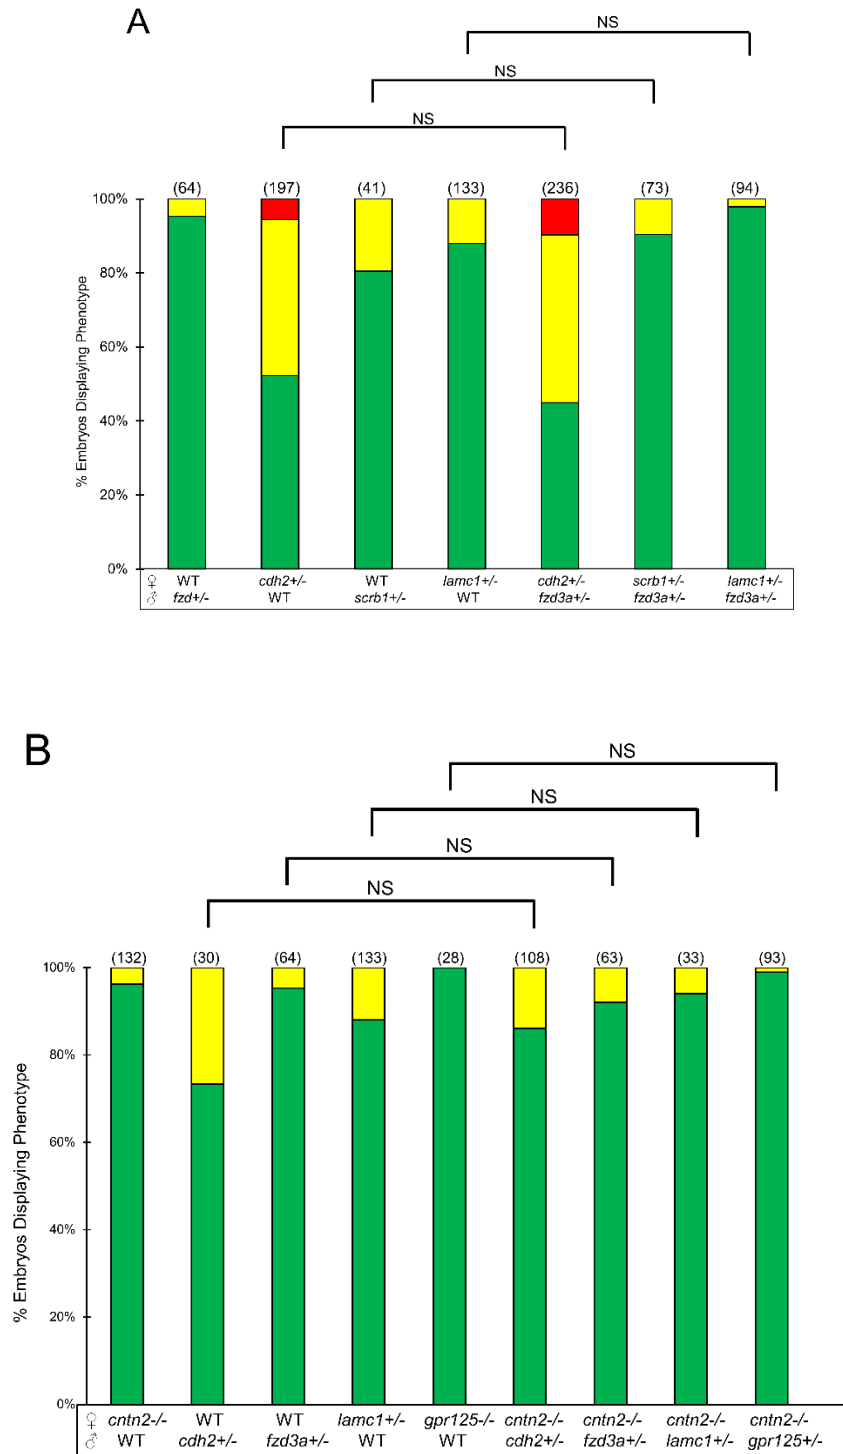 A
NS
NS
NS
(64) (197) (41) (133) (236) (73) (94)
100%
80%
60%
40%
20%
0%
% Embryos Displaying Phenotype
♀ WT cdh2+/- WT lamc1+/- cdh2+/- scrb1+/- lamc1+/-
♂ fzd+/- WT scrb1+/- WT fzd3a+/- fzd3a+/- fzd3a+/-
B
NS
NS
NS
NS
(132) (30) (64) (133) (28) (108) (63) (33) (93)
100%
80%
60%
40%
20%
0%
% Embryos Displaying Phenotype
♀ cntn2-/- WT WT lamc1+/- gpr125-/- cntn2-/- cntn2-/- cntn2-/- cntn2-/-
♂ WT cdh2+/- fzd3a+/- WT WT cdh2+/- fzd3a+/- lamc1+/- gpr125+/-